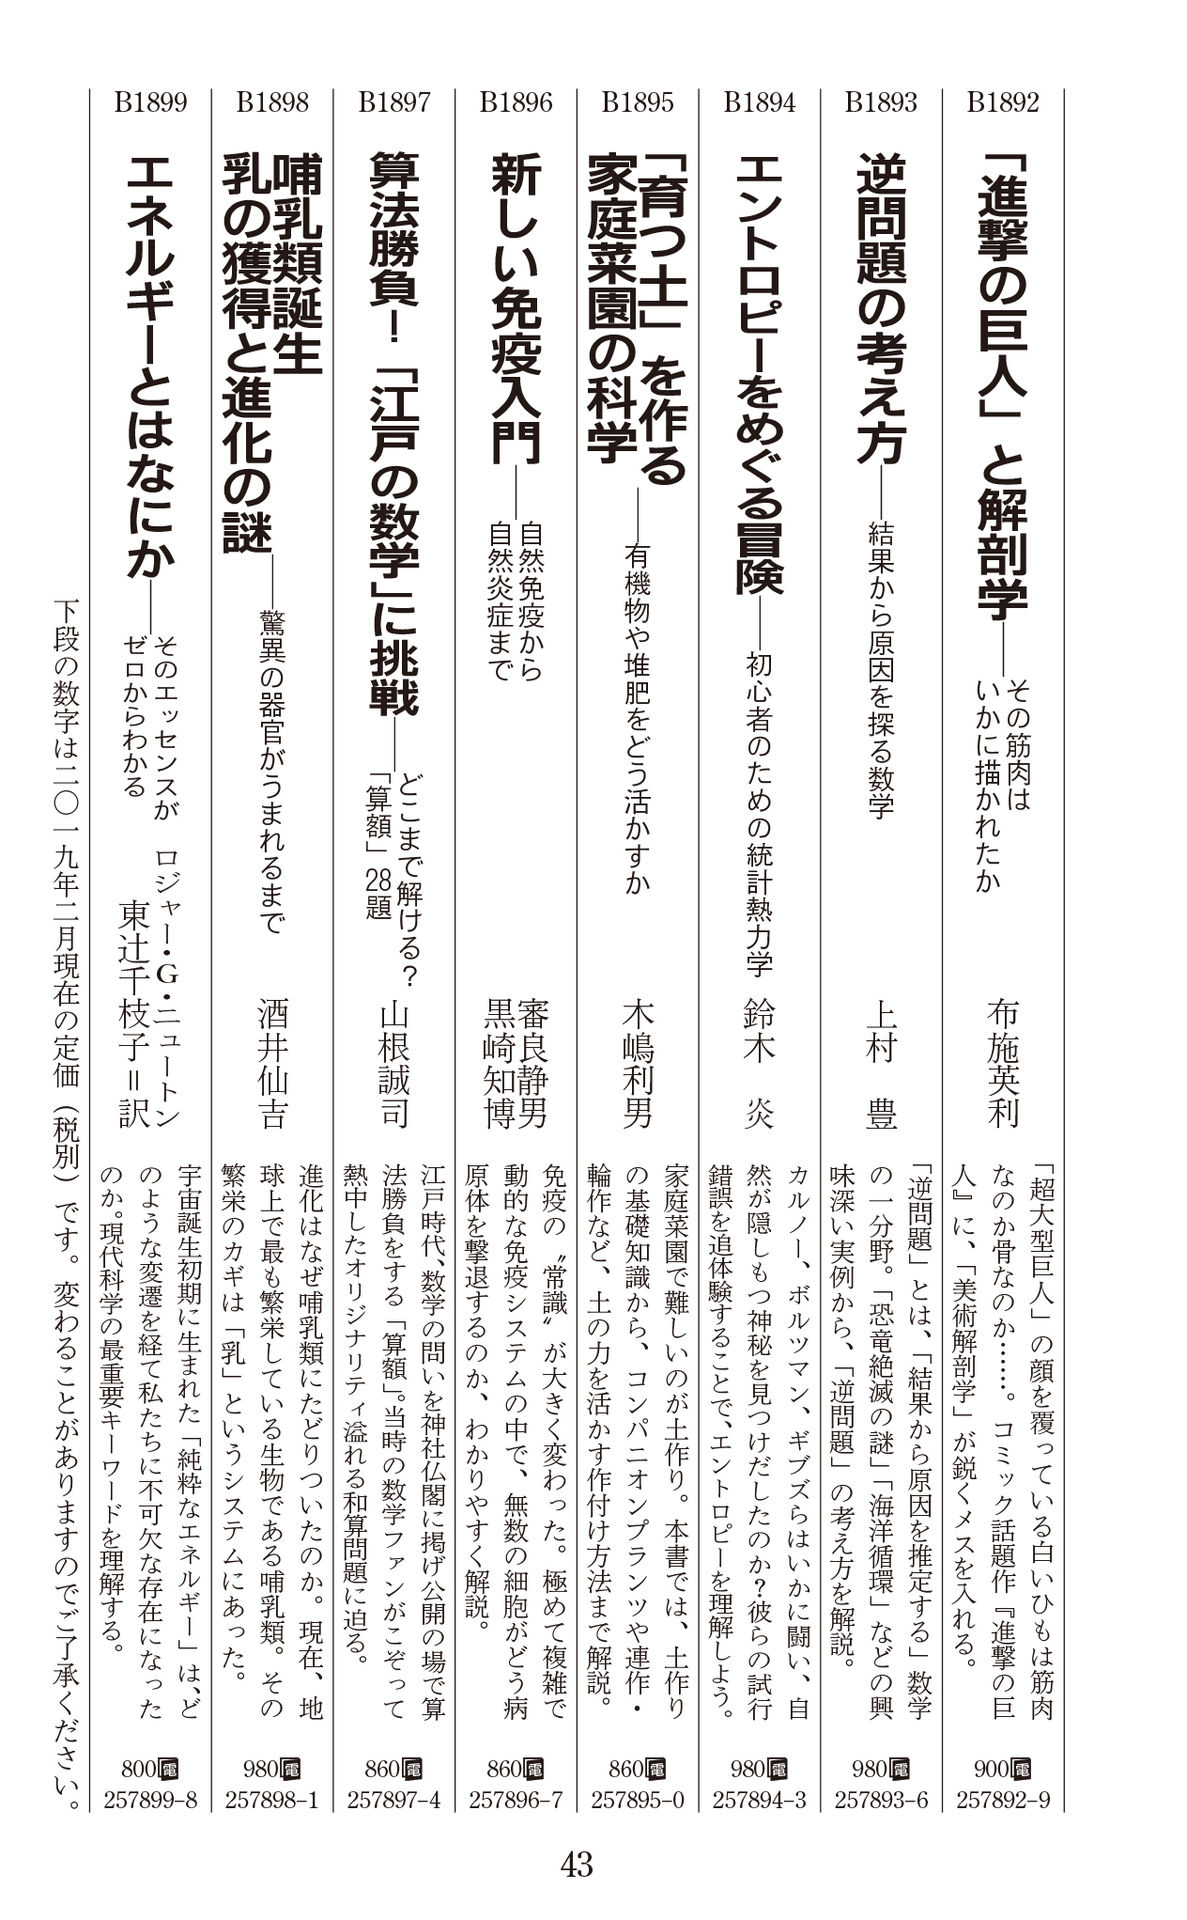 B1892
「進撃の巨人」と解剖学
――その筋肉は
いかに描かれたか
布施英利
「超大型巨人」の顔を覆っている白いひもは筋肉
なのか骨なのか……。コミック話題作『進撃の巨
人』に、「美術解剖学」が鋭くメスを入れる。
900電
257892-9
B1893
逆問題の考え方
――結果から原因を探る数学
上村 豊
「逆問題」とは、「結果から原因を推定する」数学
の一分野。「恐竜絶滅の謎」「海洋循環」などの興
味深い実例から、「逆問題」の考え方を解説。
980電
257893-6
B1894
エントロピーをめぐる冒険
――初心者のための統計熱力学
鈴木 炎
カルノー、ボルツマン、ギブズらはいかに闘い、自
然が隠しもつ神秘を見つけだしたのか？彼らの試行
錯誤を追体験することで、エントロピーを理解しよう。
980電
257894-3
B1895
「育つ土」を作る
家庭菜園の科学
――有機物や堆肥をどう活かすか
木嶋利男
家庭菜園で難しいのが土作り。本書では、土作り
の基礎知識から、コンパニオンプランツや連作・
輪作など、土の力を活かす作付け方法まで解説。
860電
257895-0
B1896
新しい免疫入門
――自然免疫から
自然炎症まで
審良静男
黒崎知博
免疫の〝常識〟が大きく変わった。極めて複雑で
動的な免疫システムの中で、無数の細胞がどう病
原体を撃退するのか、わかりやすく解説。
860電
257896-7
B1897
算法勝負！「江戸の数学」に挑戦
――どこまで解ける？
「算額」28題
山根誠司
江戸時代、数学の問いを神社仏閣に掲げ公開の場で算
法勝負をする「算額」。当時の数学ファンがこぞって
熱中したオリジナリティ溢れる和算問題に迫る。
860電
257897-4
B1898
哺乳類誕生
乳の獲得と進化の謎
――驚異の器官がうまれるまで
酒井仙吉
進化はなぜ哺乳類にたどりついたのか。現在、地
球上で最も繁栄している生物である哺乳類。その
繁栄のカギは「乳」というシステムにあった。
980電
257898-1
B1899
エネルギーとはなにか
――そのエッセンスが
ゼロからわかる
ロジャー・G・ニュートン
東辻千枝子＝訳
宇宙誕生初期に生まれた「純粋なエネルギー」は、ど
のような変遷を経て私たちに不可欠な存在になった
のか。現代科学の最重要キーワードを理解する。
800電
257899-8
下段の数字は二〇一九年二月現在の定価（税別）です。変わることがありますのでご了承ください。
43